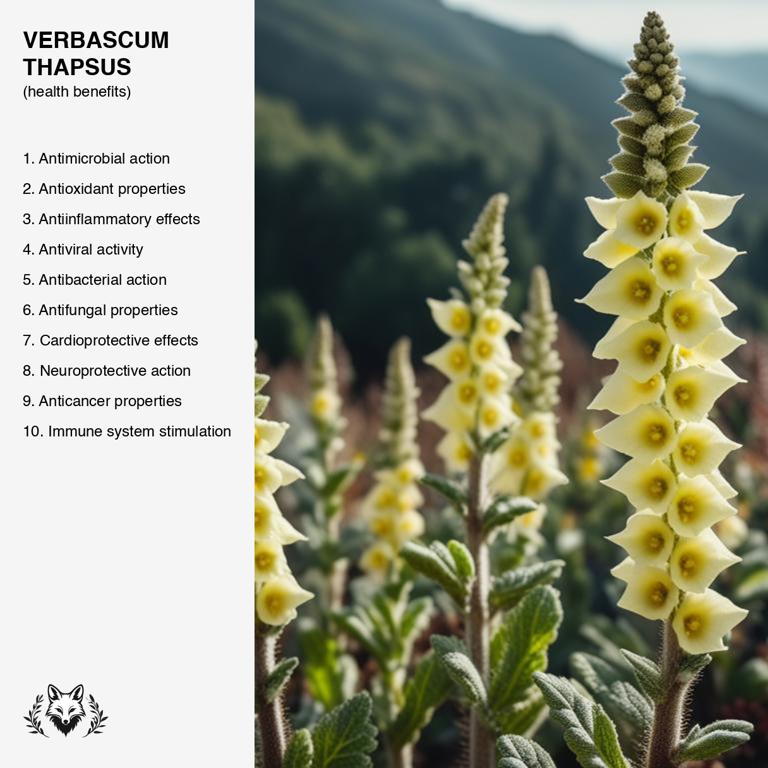 VERBASCUM
THAPSUS
(health benefits)
1. Antimicrobial action
2. Antioxidant properties
3. Antiinflammatory effects
4. Antiviral activity
5. Antibacterial action
6. Antifungal properties
7. Cardioprotective effects
8. Neuroprotective action
9. Anticancer properties
10. Immune system stimulation